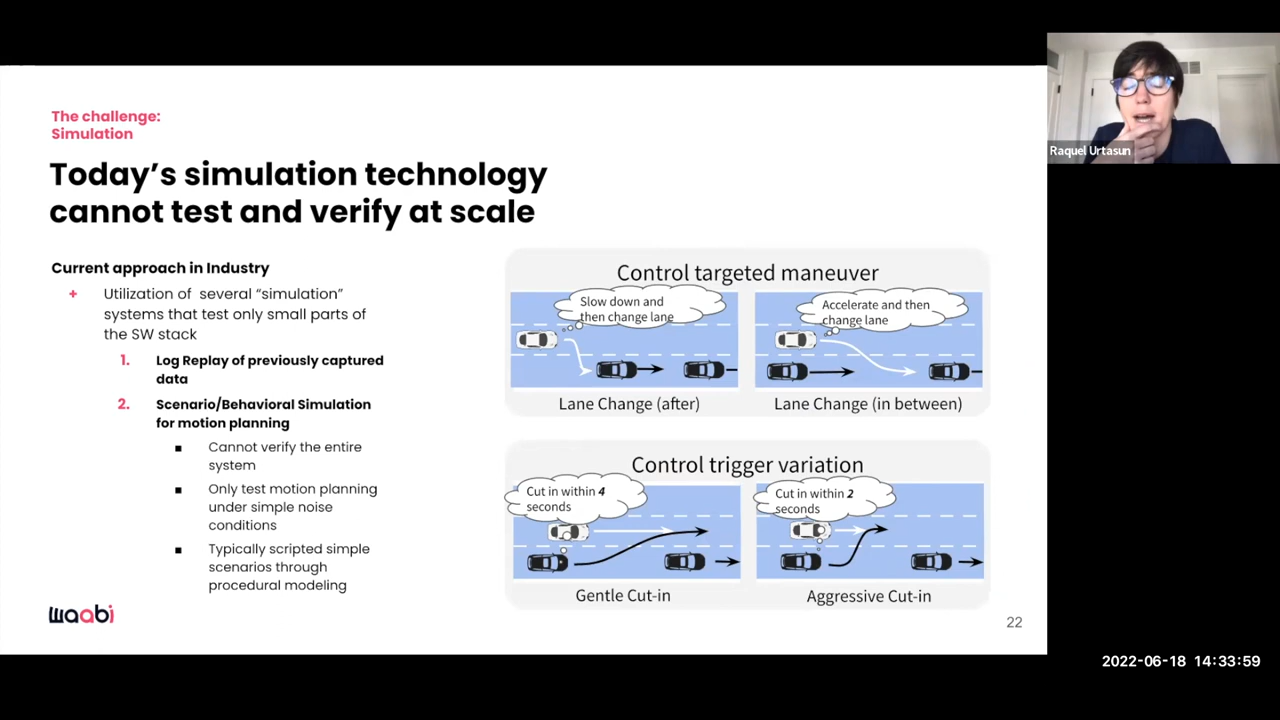 The challenge:
Simulation
Today's simulation technology
cannot test and verify at scale
Current approach in Industry
+ Utilization of several “simulation”
systems that test only small parts of
the SW stack
1. Log Replay of previously captured
data
2. Scenario/Behavioral Simulation
for motion planning
■ Cannot verify the entire
system
■ Only test motion planning
under simple noise
conditions
■ Typically scripted simple
scenarios through
procedural modeling
waabi
Control targeted maneuver
Slow down and
then change lane
Accelerate and then
change lane
Lane Change (after)
Lane Change (in between)
Control trigger variation
Cut in within 4
seconds
Cut in within 2
seconds
Gentle Cut-in
Aggressive Cut-in
22
Raquel Urtasun
2022-06-18 14:33:59